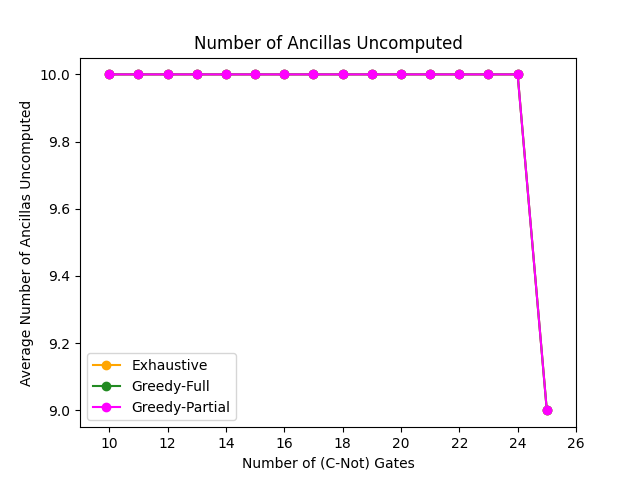 Number of Ancillas Uncomputed
Average Number of Ancillas Uncomputed
10.0
9.8
9.6
9.4
9.2
9.0
Exhaustive
Greedy-Full
Greedy-Partial
10 12 14 16 18 20 22 24 26
Number of (C-Not) Gates